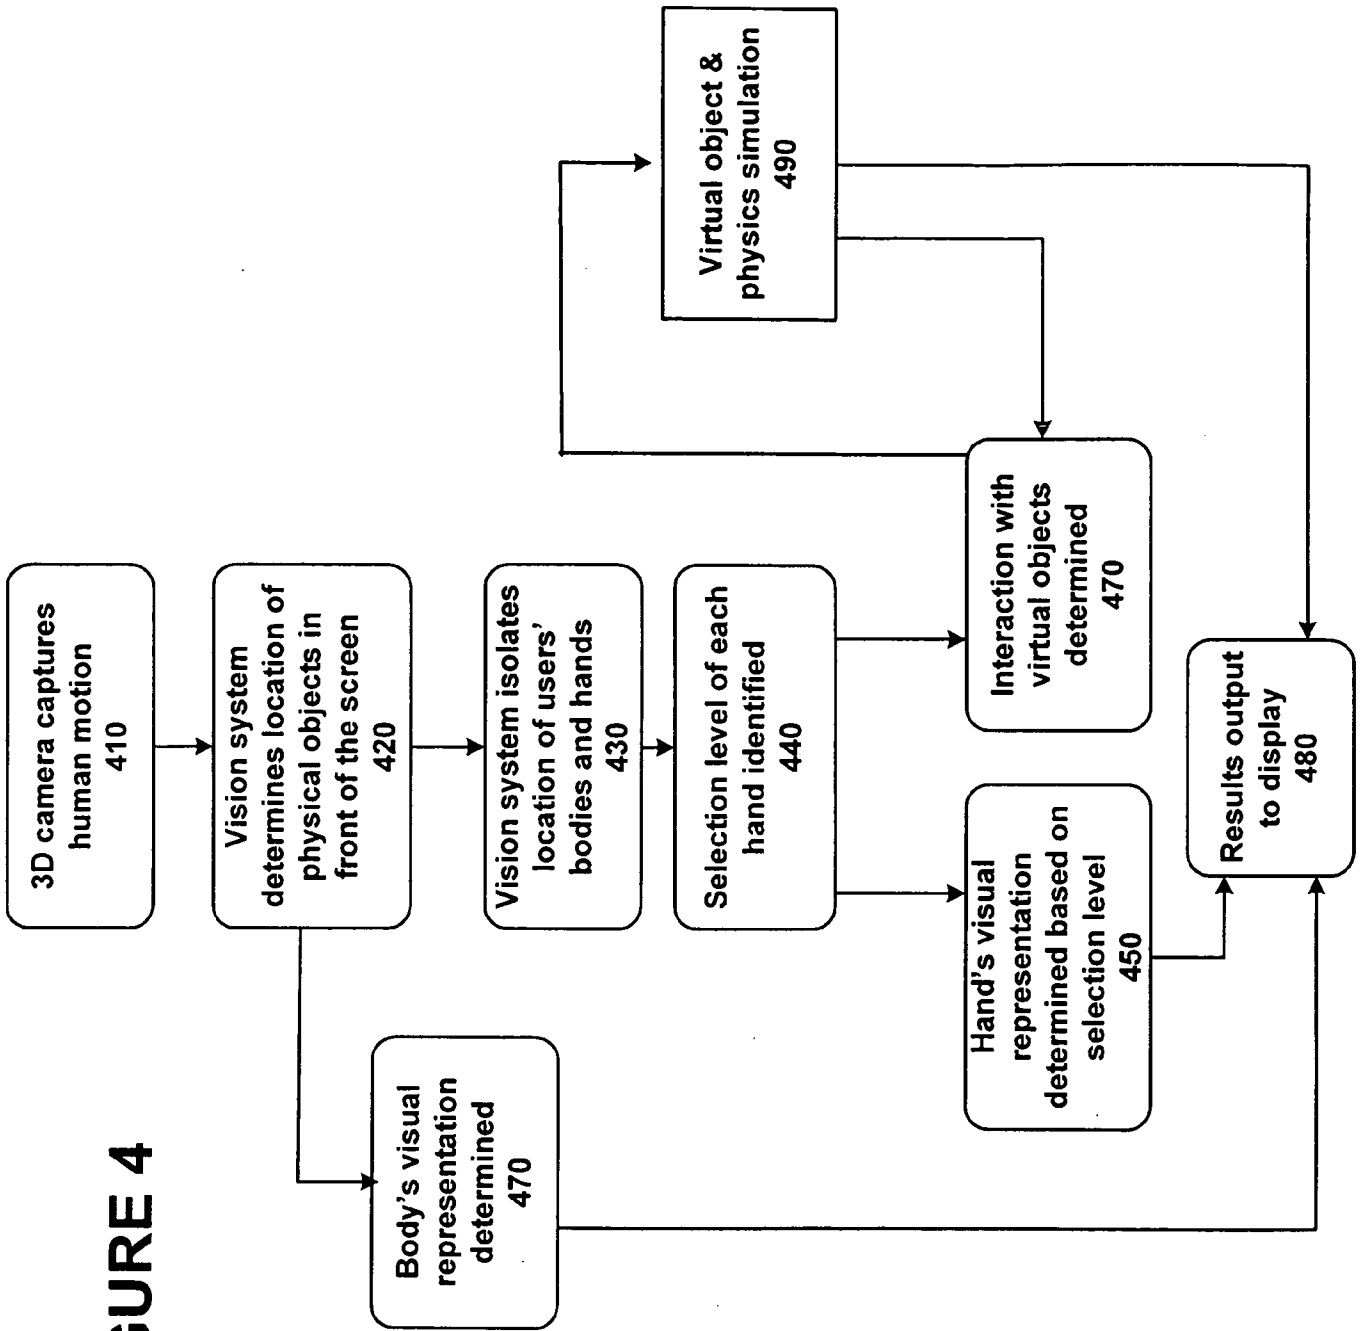 3D camera captures
human motion
410
Vision system
determines location of
physical objects in
front of the screen
420
Body's visual
representation
determined
470
Vision system isolates
location of users'
bodies and hands
430
Selection level of each
hand identified
440
Hand's visual
representation
determined based on
selection level
450
Interaction with
virtual objects
determined
470
Virtual object &
physics simulation
490
Results output
to display
480
GURE 4